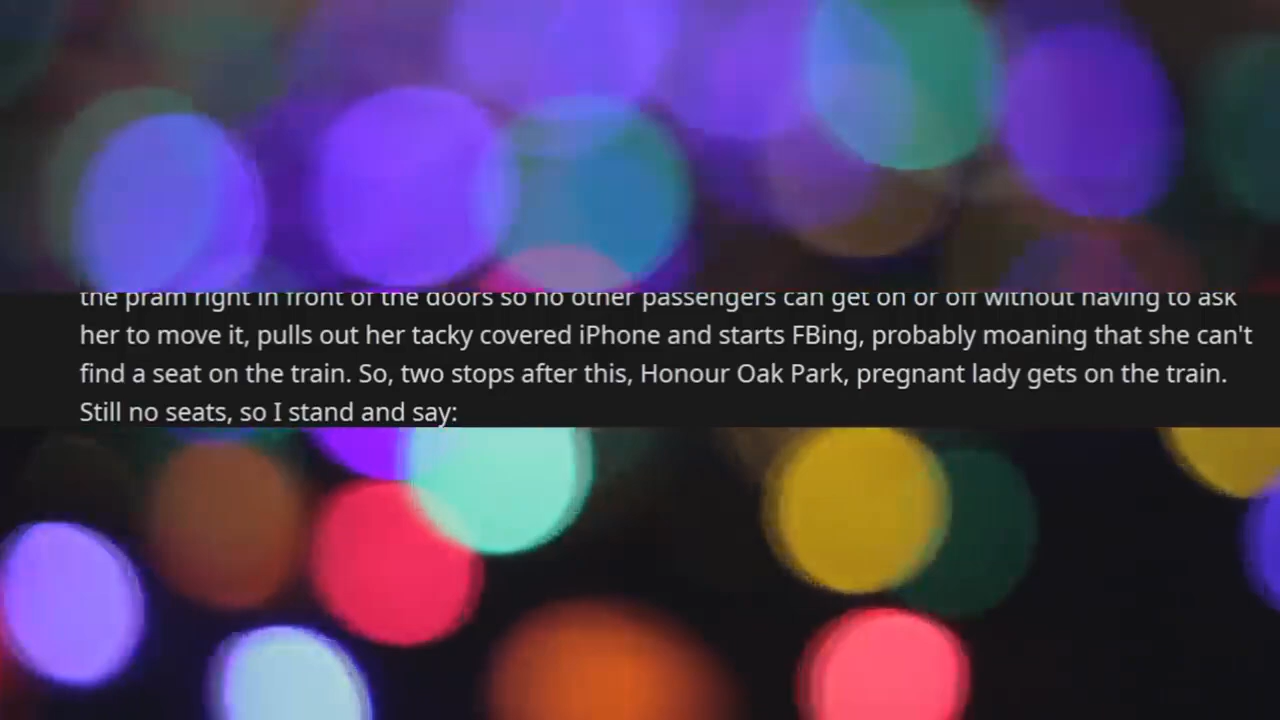 the pram right in front of the doors so no other passengers can get on or off without having to ask
her to move it, pulls out her tacky covered iPhone and starts FBing, probably moaning that she can't
find a seat on the train. So, two stops after this, Honour Oak Park, pregnant lady gets on the train.
Still no seats, so I stand and say: